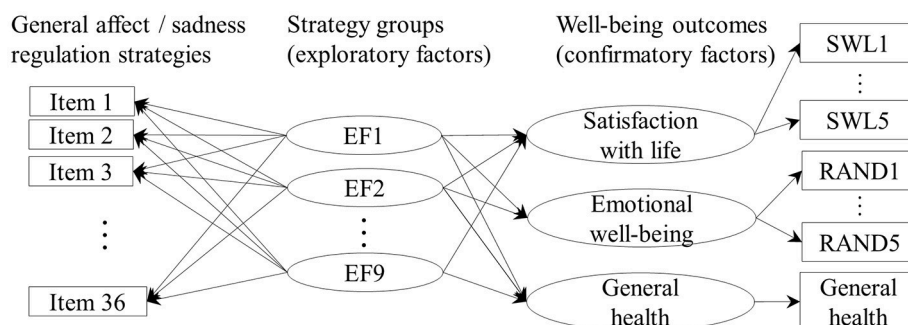 General affect / sadness
regulation strategies
Strategy groups
(exploratory factors)
Well-being outcomes
(confirmatory factors)
Item 1
Item 2
Item 3
⋮
Item 36
EF1
EF2
⋮
EF9
Satisfaction
with life
Emotional
well-being
General
health
SWL1
⋮
SWL5
RAND1
⋮
RAND5
General
health